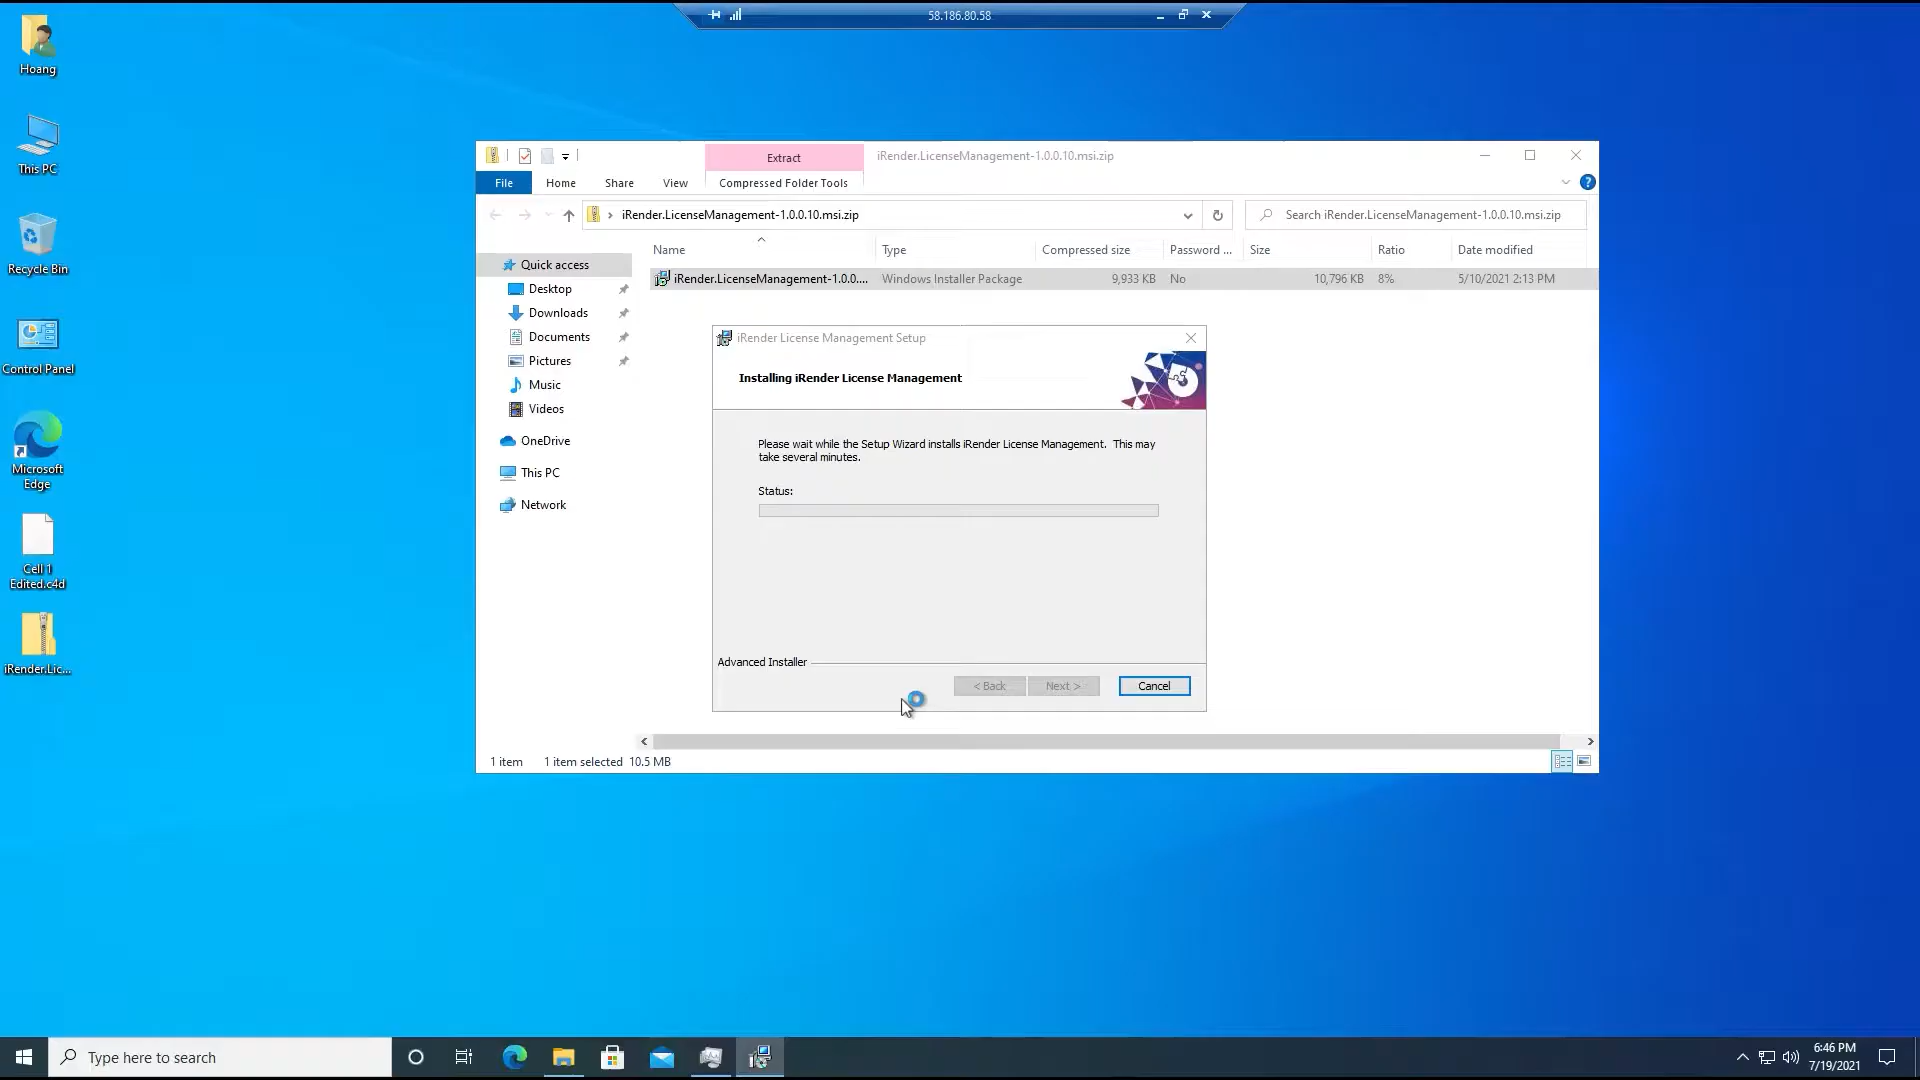 58.186.80.58
Hoang
This PC
Recycle Bin
Control Panel
Microsoft
Edge
Cell 1
Edited.c4d
iRender.Lic...
Extract
iRender.LicenseManagement-1.0.0.10.msi.zip
File
Home
Share
View
Compressed Folder Tools
iRender.LicenseManagement-1.0.0.10.msi.zip
Search iRender.LicenseManagement-1.0.0.10.msi.zip
Name
Type
Compressed size
Password ...
Size
Ratio
Date modified
iRender.LicenseManagement-1.0.0....
Windows Installer Package
9,933 KB
No
10,796 KB
8%
5/10/2021 2:13 PM
Quick access
Desktop
Downloads
Documents
Pictures
Music
Videos
OneDrive
This PC
Network
iRender License Management Setup
Installing iRender License Management
Please wait while the Setup Wizard installs iRender License Management. This may
take several minutes.
Status:
Advanced Installer
< Back
Next >
Cancel
1 item
1 item selected 10.5 MB
Type here to search
6:46 PM
7/19/2021